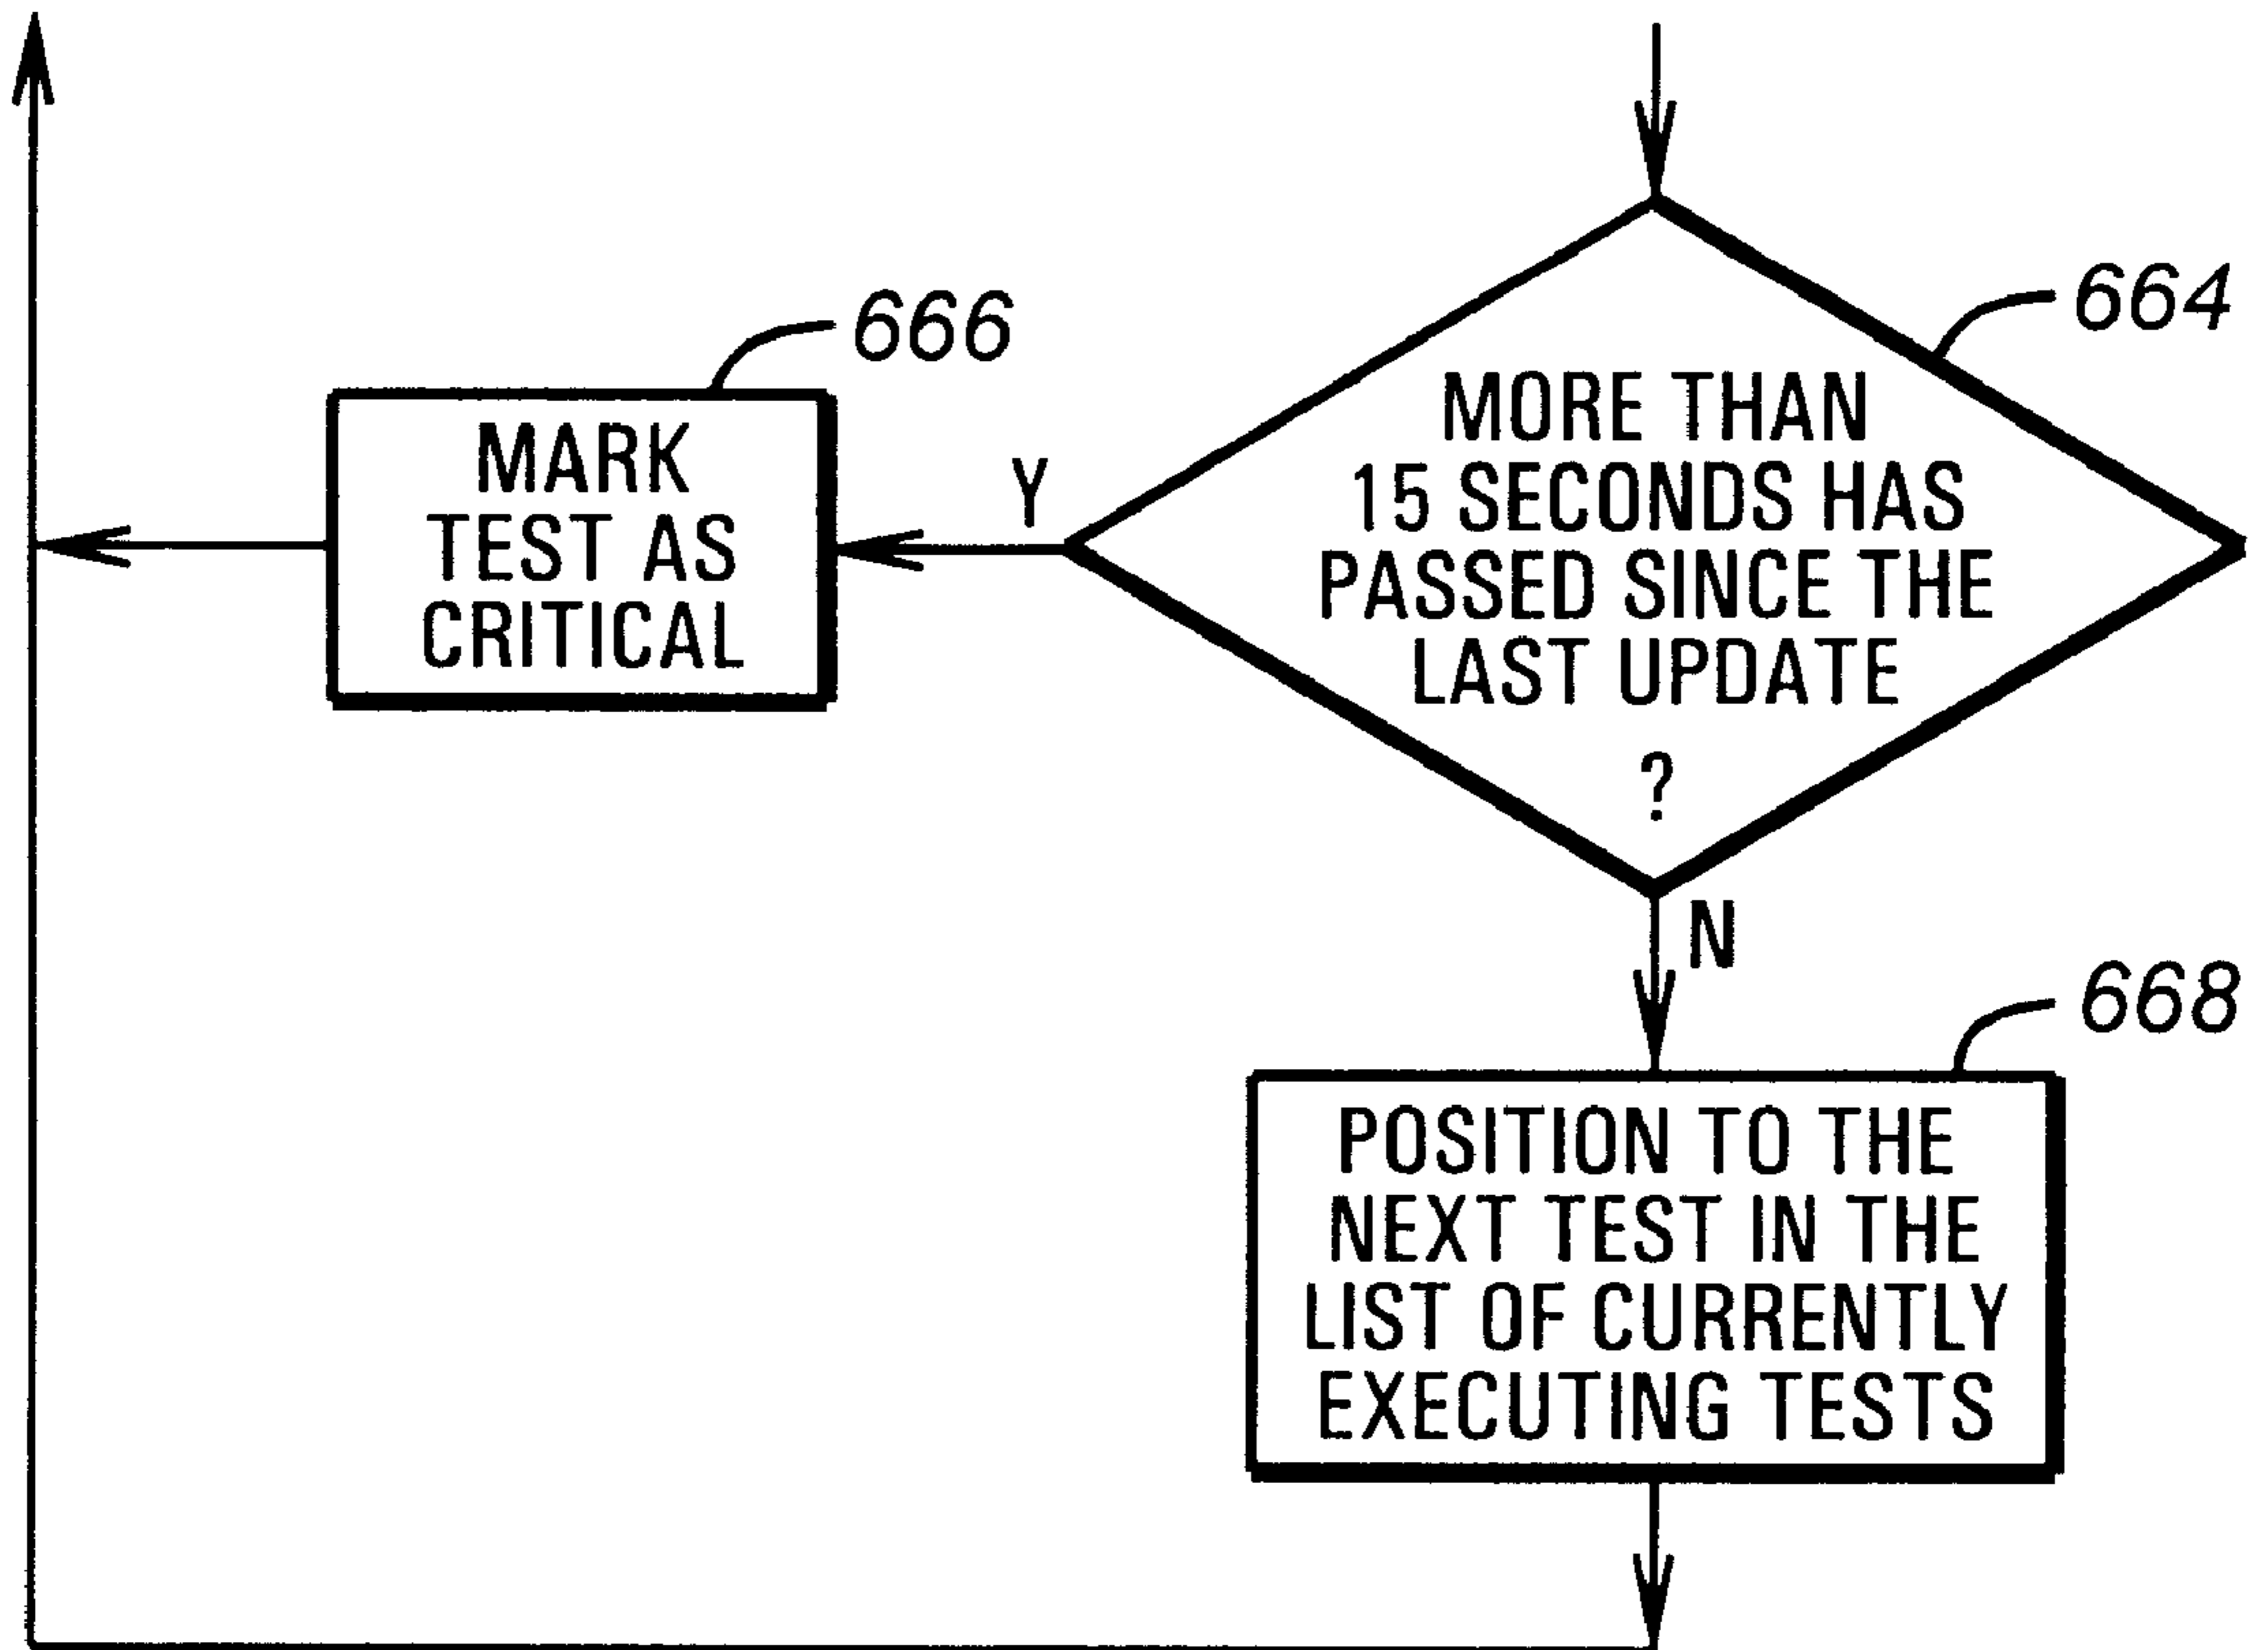 664
MORE THAN
15 SECONDS HAS
PASSED SINCE THE
LAST UPDATE
?
Y
666
MARK
TEST AS
CRITICAL
N
668
POSITION TO THE
NEXT TEST IN THE
LIST OF CURRENTLY
EXECUTING TESTS